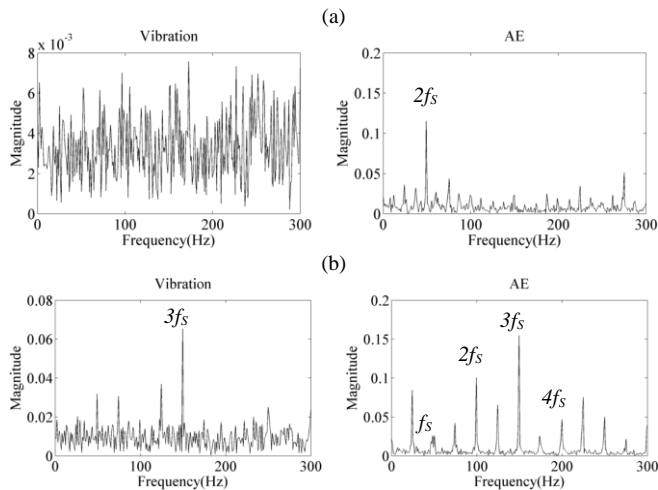 (a)
Vibration
AE
8 x 10⁻³
6
4
2
0
0 100 200 300
Magnitude
Frequency(Hz)
0.2
0.15
0.1
0.05
0
0 100 200 300
Magnitude
Frequency(Hz)
2fS
(b)
Vibration
AE
0.08
0.06
0.04
0.02
0
0 100 200 300
Magnitude
Frequency(Hz)
3fS
0.2
0.15
0.1
0.05
0
0 100 200 300
Magnitude
Frequency(Hz)
fS
2fS
3fS
4fS